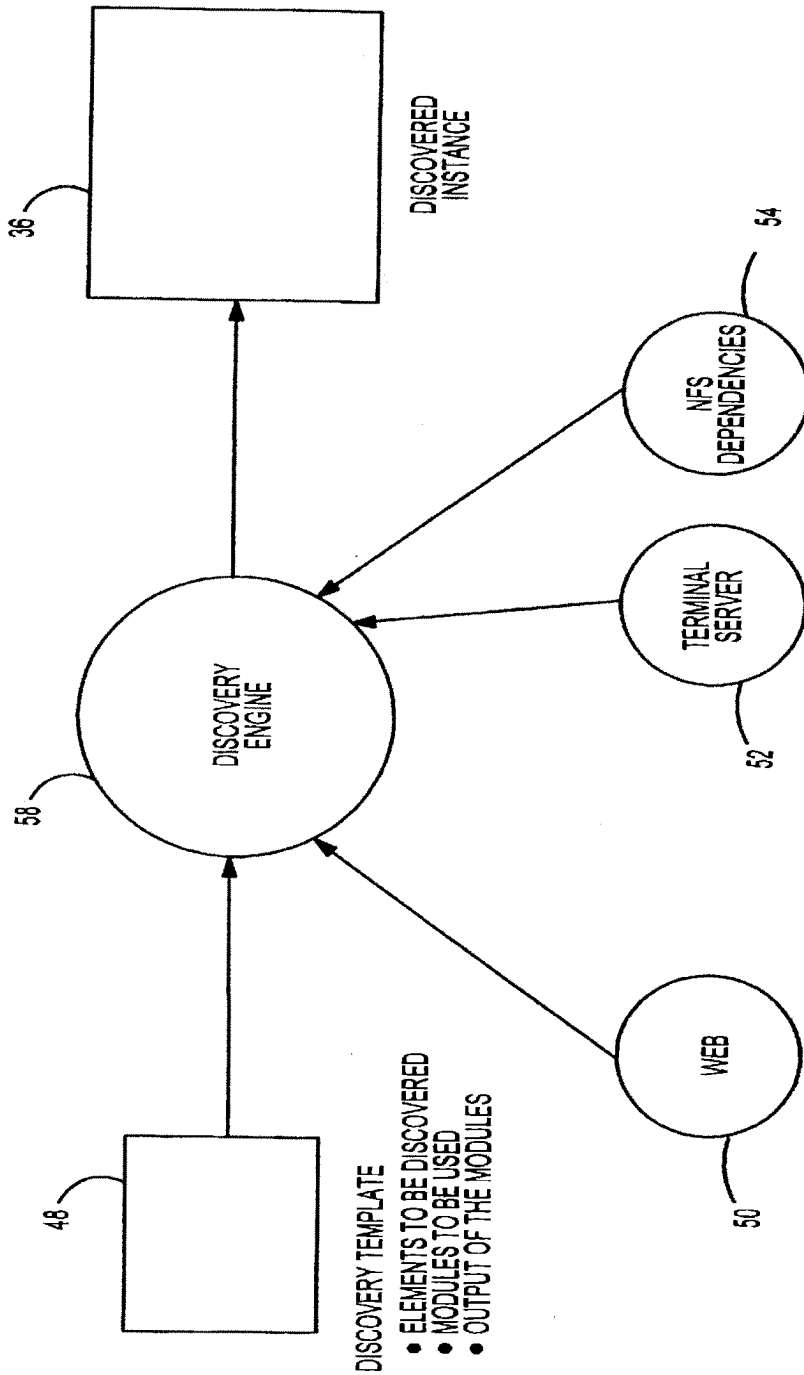 48
DISCOVERY TEMPLATE
• ELEMENTS TO BE DISCOVERED
• MODULES TO BE USED
• OUTPUT OF THE MODULES
58
DISCOVERY
ENGINE
36
DISCOVERED
INSTANCE
WEB
50
TERMINAL
SERVER
52
NFS
DEPENDENCIES
54